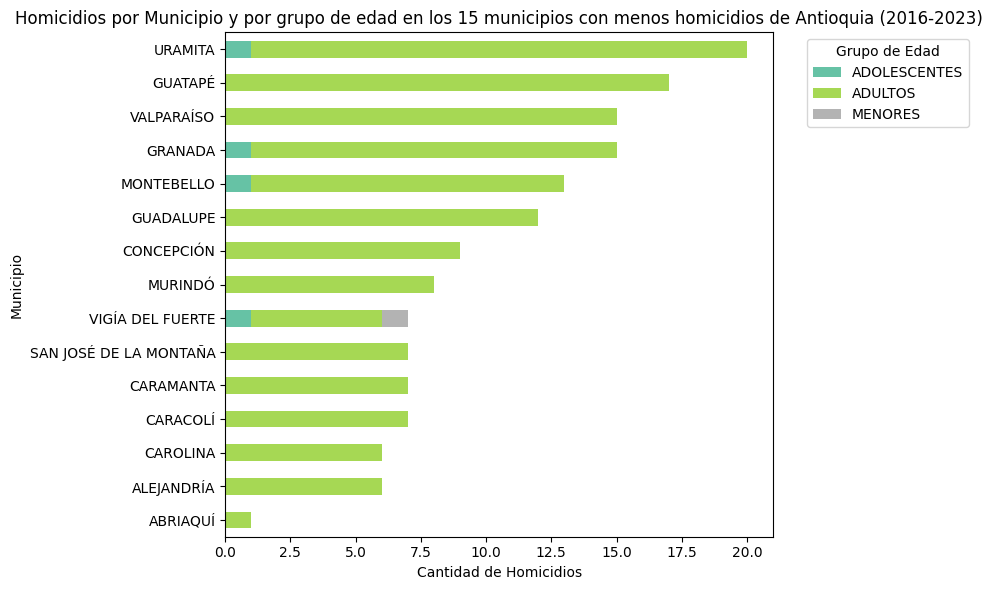 Homicidios por Municipio y por grupo de edad en los 15 municipios con menos homicidios de Antioquia (2016-2023)
Grupo de Edad
ADOLESCENTES
ADULTOS
MENORES
Municipio
URAMITA
GUATAPÉ
VALPARAÍSO
GRANADA
MONTEBELLO
GUADALUPE
CONCEPCIÓN
MURINDÓ
VIGÍA DEL FUERTE
SAN JOSÉ DE LA MONTAÑA
CARAMANTA
CARACOLÍ
CAROLINA
ALEJANDRÍA
ABRIAQUÍ
0.0 2.5 5.0 7.5 10.0 12.5 15.0 17.5 20.0
Cantidad de Homicidios